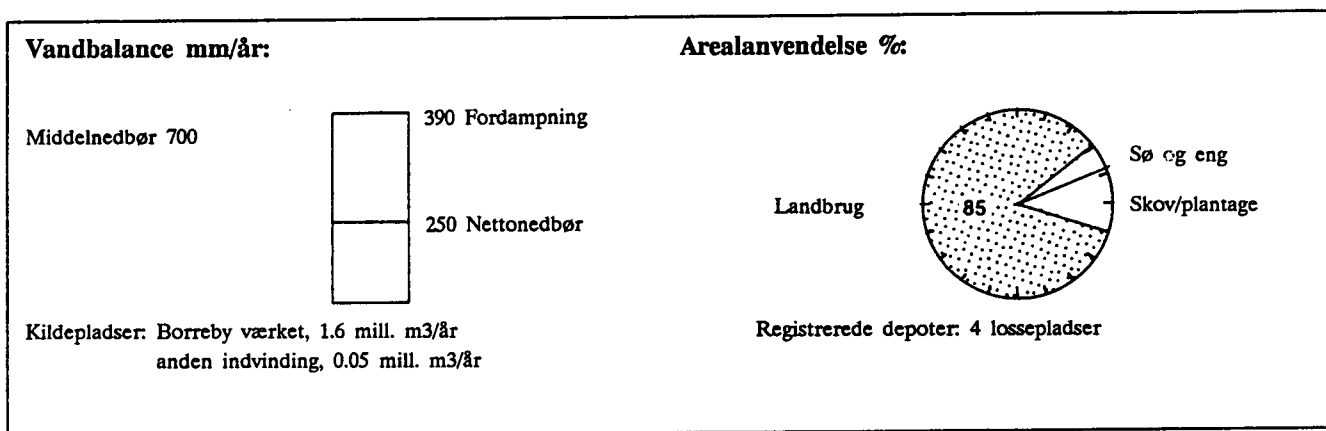 Vandbalance mm/år:
Middelnedbør 700
390 Fordampning
250 Nettonedbør
Kildepladser: Borreby værket, 1.6 mill. m3/år
anden indvinding, 0.05 mill. m3/år
Arealanvendelse %:
Landbrug
85
Sø og eng
Skov/plantage
Registrerede depoter: 4 lossepladser